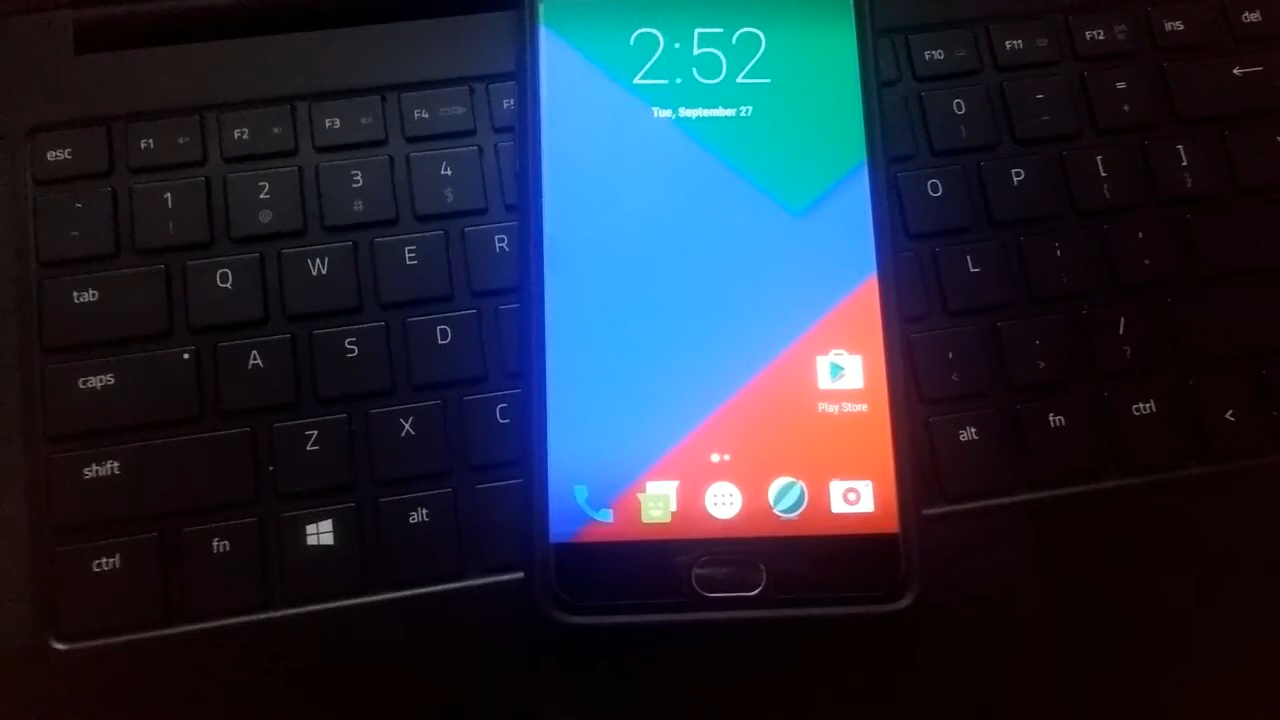 2:52
Tue, September 27
Play Store
esc F1 F2 F3 F4 F5
F10 F11 F12 ins del
` ~ 1 ! 2 @ 3 # 4 $
0 ) - _ = +
tab Q W E R
O P [ { ] }
caps A S D
L ; : '
shift Z X C
, < . > / ?
ctrl fn alt
alt fn ctrl <